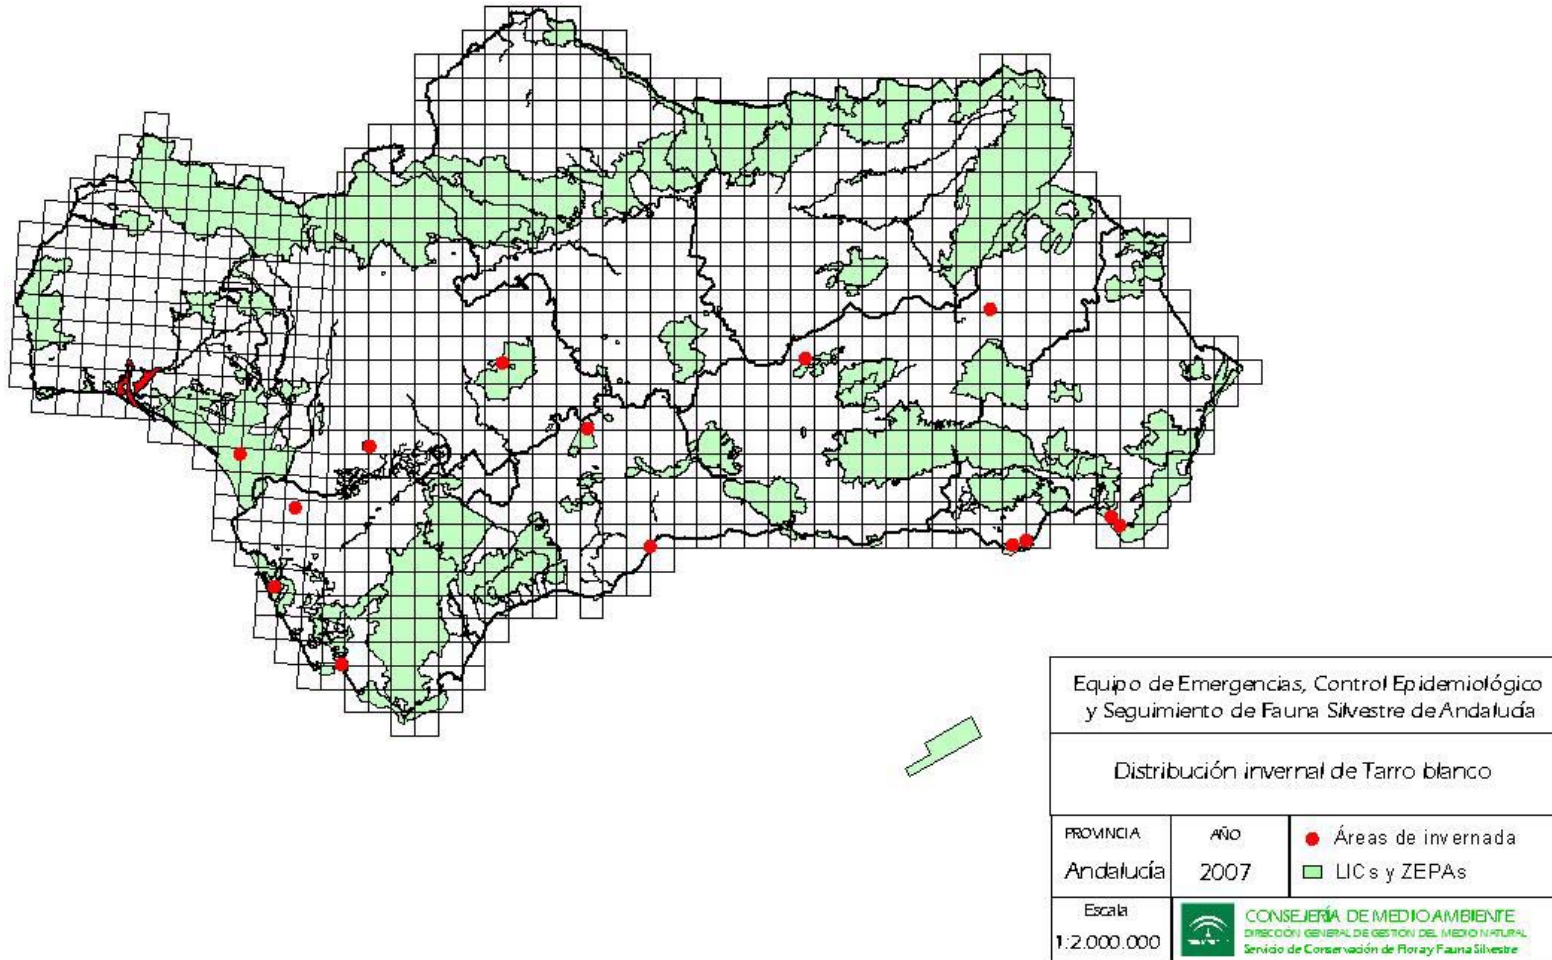 Equipo de Emergencias, Control Epidemiológico
y Seguimiento de Fauna Silvestre de Andalucía
Distribución invernal de Tarro blanco
PROVINCIA
Andalucía
AÑO
2007
Áreas de invernada
LICs y ZEPAs
Escala
1:2.000.000
CONSEJERÍA DE MEDIO AMBIENTE
DIRECCIÓN GENERAL DE GESTIÓN DEL MEDIO NATURAL
Servicio de Conservación de Flora y Fauna Silvestre